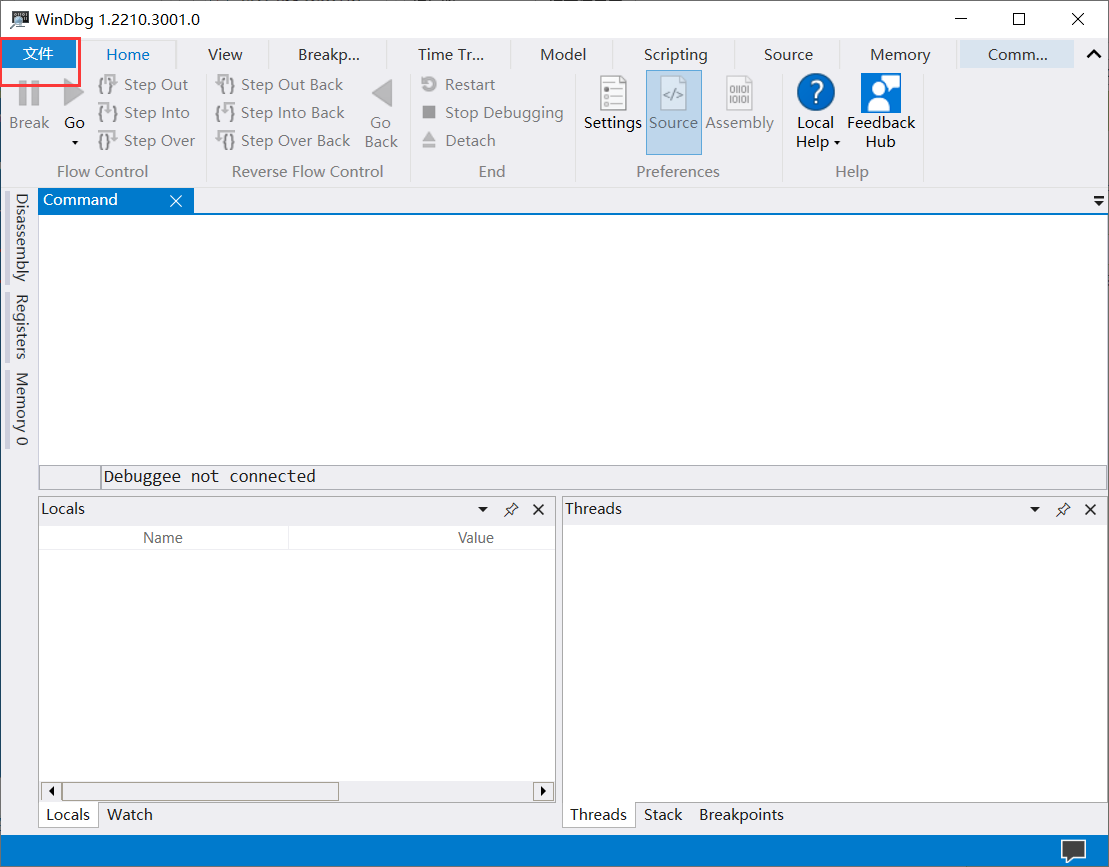 WinDbg 1.2210.3001.0
文件 Home View Breakp... Time Tr... Model Scripting Source Memory Comm...
Break
Go
Step Out
Step Into
Step Over
Flow Control
Step Out Back
Step Into Back
Step Over Back
Go
Back
Reverse Flow Control
Restart
Stop Debugging
Detach
End
Settings
Source
Assembly
Preferences
Local
Help
Feedback
Hub
Help
Disassembly
Registers
Memory 0
Command
Debuggee not connected
Locals
Name Value
Locals Watch
Threads
Threads Stack Breakpoints